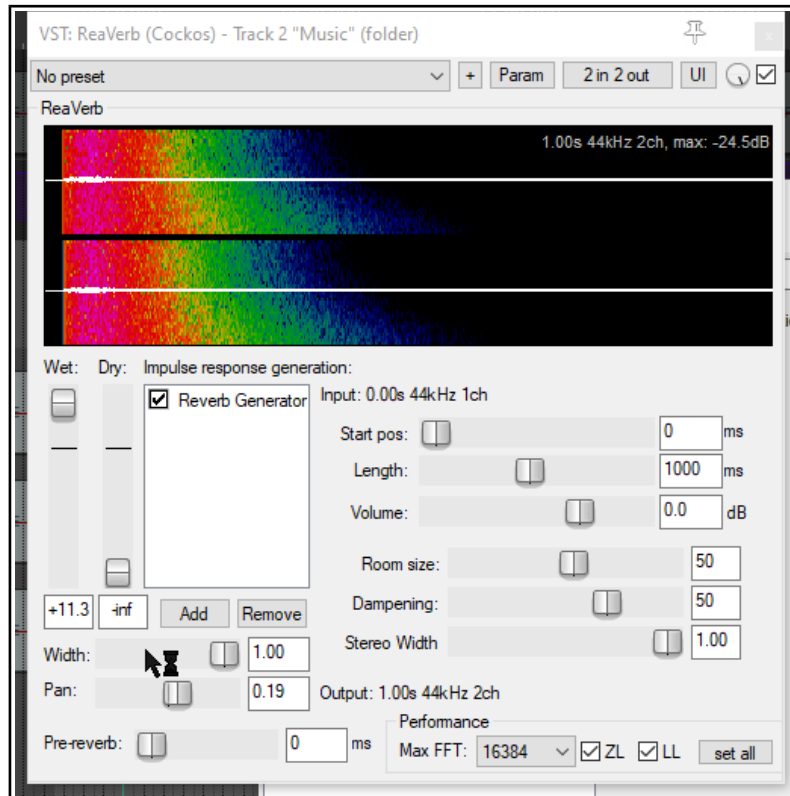 VST: ReaVerb (Cockos) - Track 2 "Music" (folder)
No preset + Param 2 in 2 out UI
ReaVerb
1.00s 44kHz 2ch, max: -24.5dB
Wet: Dry: Impulse response generation:
Reverb Generator
Input: 0.00s 44kHz 1ch
Start pos: 0 ms
Length: 1000 ms
Volume: 0.0 dB
Room size: 50
Dampening: 50
Stereo Width 1.00
+11.3 -inf Add Remove
Width: 1.00
Pan: 0.19 Output: 1.00s 44kHz 2ch
Pre-reverb: 0 ms
Performance
Max FFT: 16384 ZL LL set all